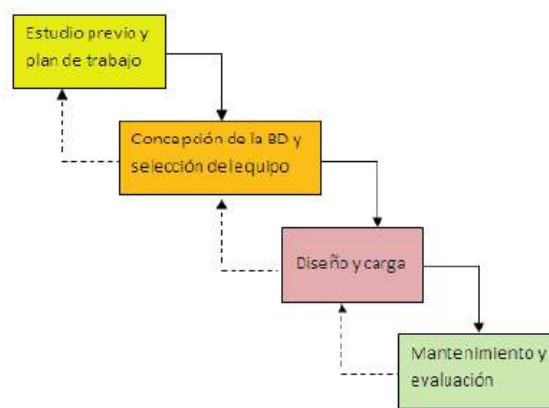 Estudio previo y
plan de trabajo
Concepción de la BD y
selección del equipo
Diseño y carga
Mantenimiento y
evaluación